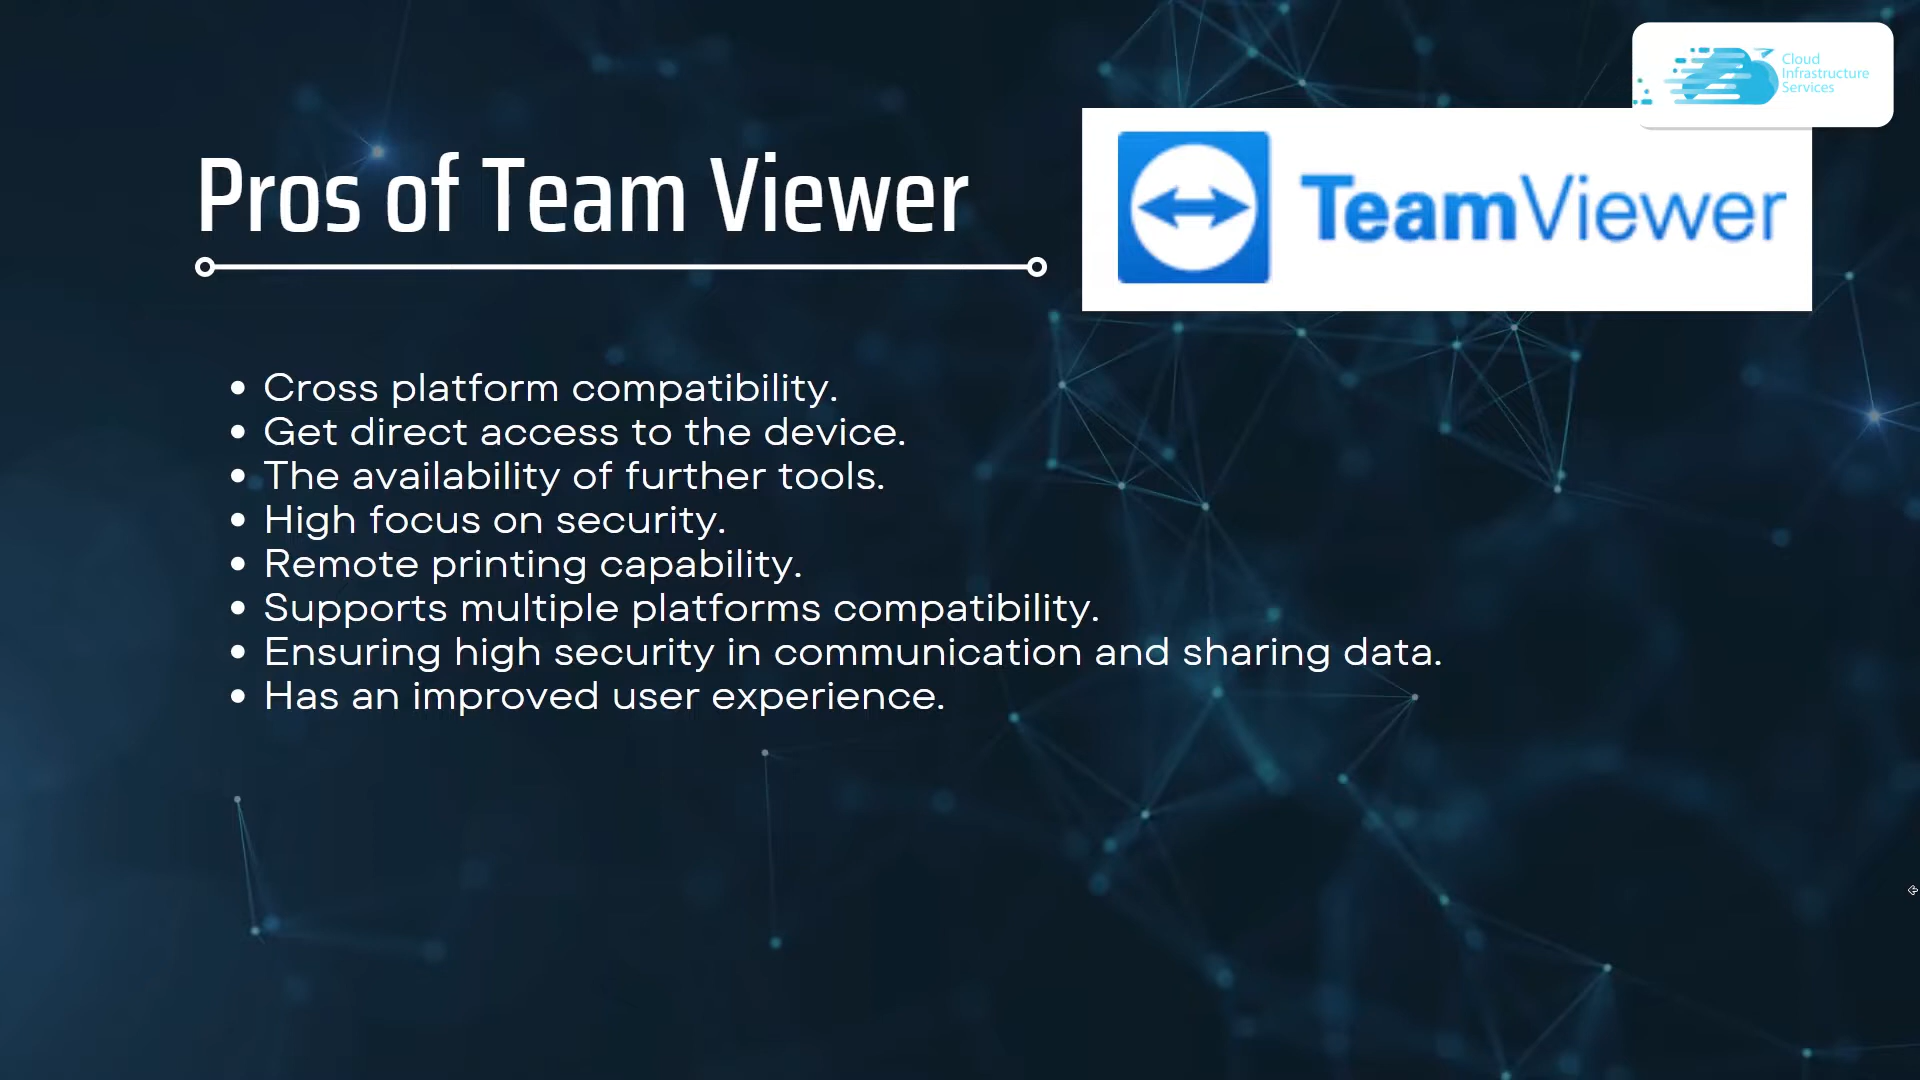 Cloud
Infrastructure
Services
Pros of Team Viewer
TeamViewer
Cross platform compatibility.
Get direct access to the device.
The availability of further tools.
High focus on security.
Remote printing capability.
Supports multiple platforms compatibility.
Ensuring high security in communication and sharing data.
Has an improved user experience.